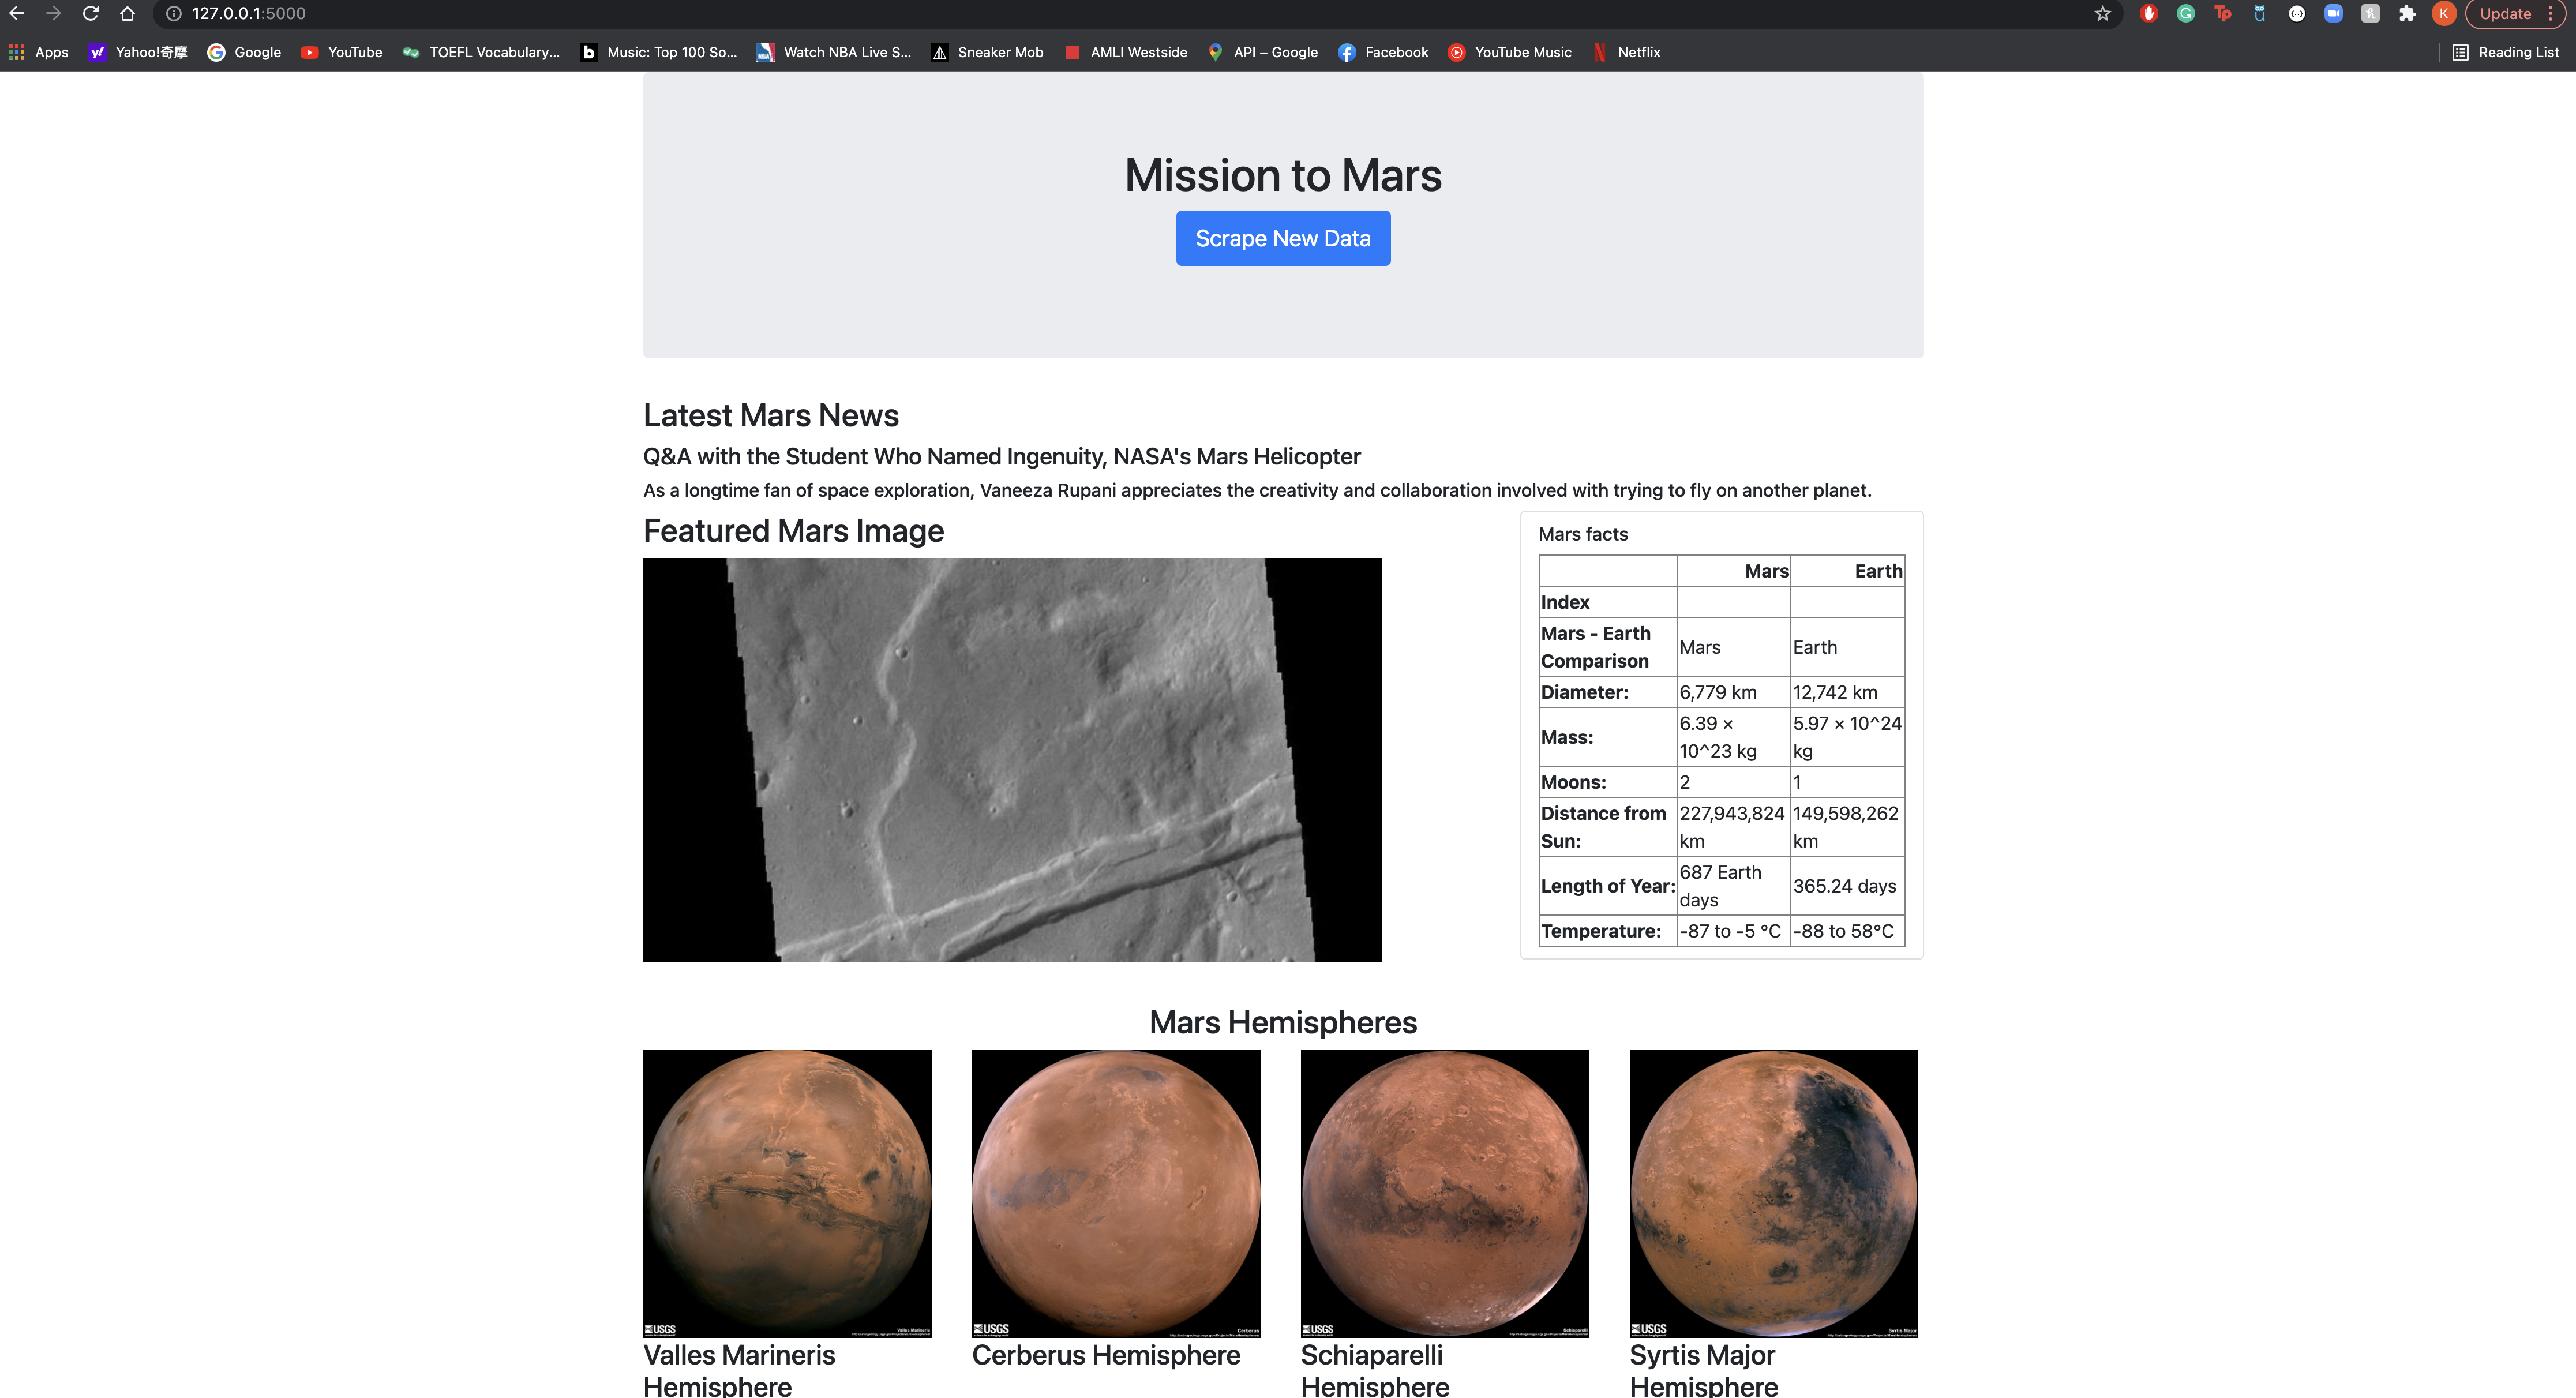 127.0.0.1:5000
K
Update
Apps
Yahoo!奇摩
Google
YouTube
TOEFL Vocabulary...
Music: Top 100 So...
Watch NBA Live S...
Sneaker Mob
AMLI Westside
API – Google
Facebook
YouTube Music
Netflix
Reading List
Mission to Mars
Scrape New Data
Latest Mars News
Q&A with the Student Who Named Ingenuity, NASA's Mars Helicopter
As a longtime fan of space exploration, Vaneeza Rupani appreciates the creativity and collaboration involved with trying to fly on another planet.
Featured Mars Image
Mars facts
Mars Earth
Index
Mars - Earth Comparison Mars Earth
Diameter: 6,779 km 12,742 km
Mass: 6.39 × 10^23 kg 5.97 × 10^24 kg
Moons: 2 1
Distance from Sun: 227,943,824 km 149,598,262 km
Length of Year: 687 Earth days 365.24 days
Temperature: -87 to -5 °C -88 to 58°C
Mars Hemispheres
USGS
Valles Marineris
USGS
Cerberus
USGS
Schiaparelli
USGS
Syrtis Major
Valles Marineris
Hemisphere
Cerberus Hemisphere
Schiaparelli
Hemisphere
Syrtis Major
Hemisphere